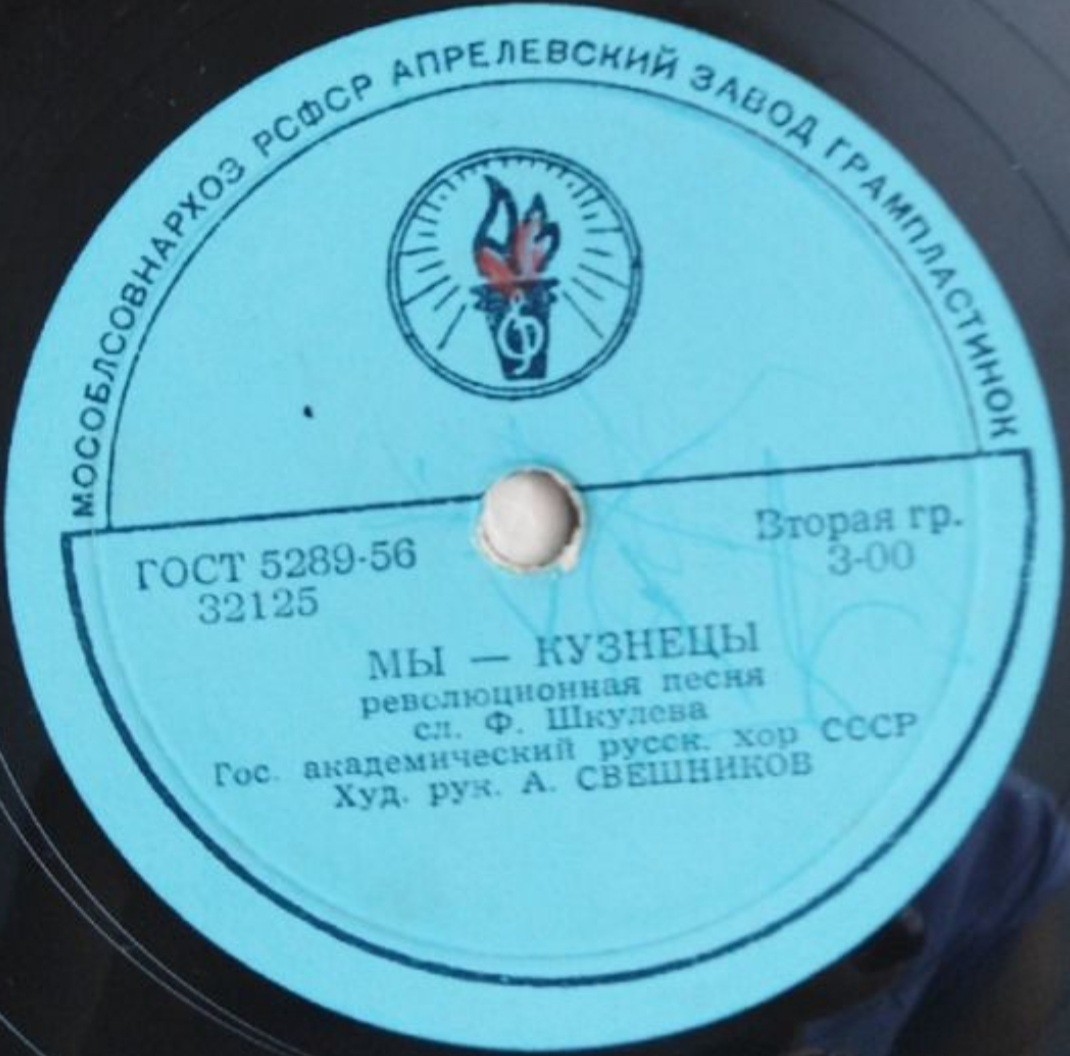 МОСОБЛСОВНАРХОЗ РСФСР АПРЕЛЕВСКИЙ ЗАВОД ГРАМПЛАСТИНОК
ГОСТ 5289-56
32125
Вторая гр.
3-00
МЫ — КУЗНЕЦЫ
революционная песня
сл. Ф. Шкулева
Гос. академический русск. хор СССР
Худ. рук. А. СВЕШНИКОВ